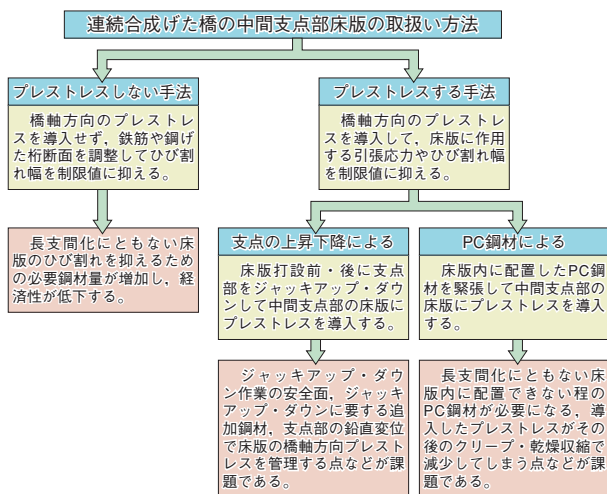 連続合成げた橋の中間支点部床版の取扱い方法
プレストレスしない手法
橋軸方向のプレストレ
スを導入せず，鉄筋や鋼げ
た桁断面を調整してひび割
れ幅を制限値に抑える。
長支間化にともない床
版のひび割れを抑えるため
の必要鋼材量が増加し，経
済性が低下する。
プレストレスする手法
橋軸方向のプレストレス
を導入して，床版に作用
する引張応力やひび割れ幅
を制限値に抑える。
支点の上昇下降による
床版打設前・後に支点
部をジャッキアップ・ダウ
ンして中間支点部の床版に
プレストレスを導入する。
ジャッキアップ・ダウ
ン作業の安全面，ジャッキ
アップ・ダウンに要する追
加鋼材，支点部の鉛直変位
で床版の橋軸方向プレスト
レスを管理する点などが課
題である。
PC鋼材による
床版内に配置したPC鋼
材を緊張して中間支点部の
床版にプレストレスを導入
する。
長支間化にともない床
版内に配置できない程の
PC鋼材が必要になる，導
入したプレストレスがその
後のクリープ・乾燥収縮で
減少してしまう点などが課
題である。